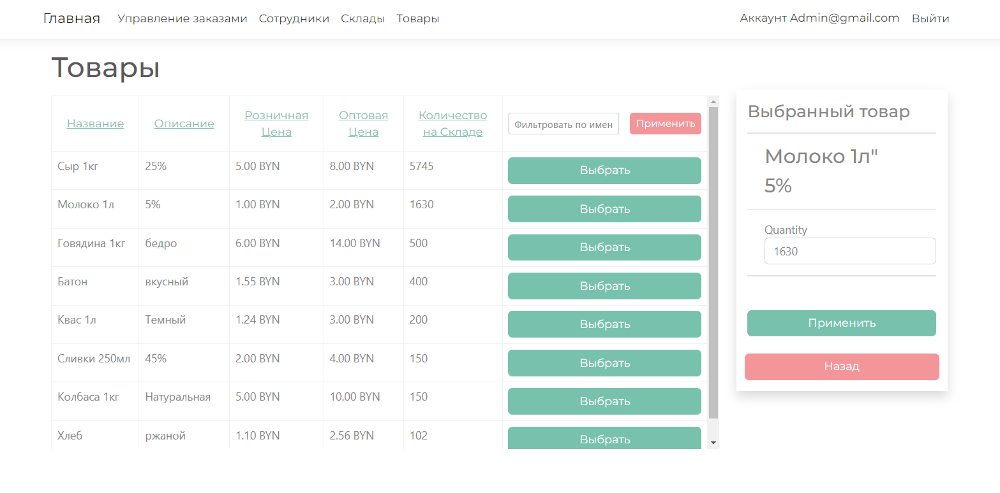 Главная Управление заказами Сотрудники Склады Товары Аккаунт Admin@gmail.com Выйти
Товары
Название Описание Розничная Цена Оптовая Цена Количество на Складе Фильтровать по имен Применить
Сыр 1кг 25% 5.00 BYN 8.00 BYN 5745 Выбрать
Молоко 1л 5% 1.00 BYN 2.00 BYN 1630 Выбрать
Говядина 1кг бедро 6.00 BYN 14.00 BYN 500 Выбрать
Батон вкусный 1.55 BYN 3.00 BYN 400 Выбрать
Квас 1л Темный 1.24 BYN 3.00 BYN 200 Выбрать
Сливки 250мл 45% 2.00 BYN 4.00 BYN 150 Выбрать
Колбаса 1кг Натуральная 5.00 BYN 10.00 BYN 150 Выбрать
Хлеб ржаной 1.10 BYN 2.56 BYN 102 Выбрать
Выбранный товар
Молоко 1л"
5%
Quantity
1630
Применить
Назад